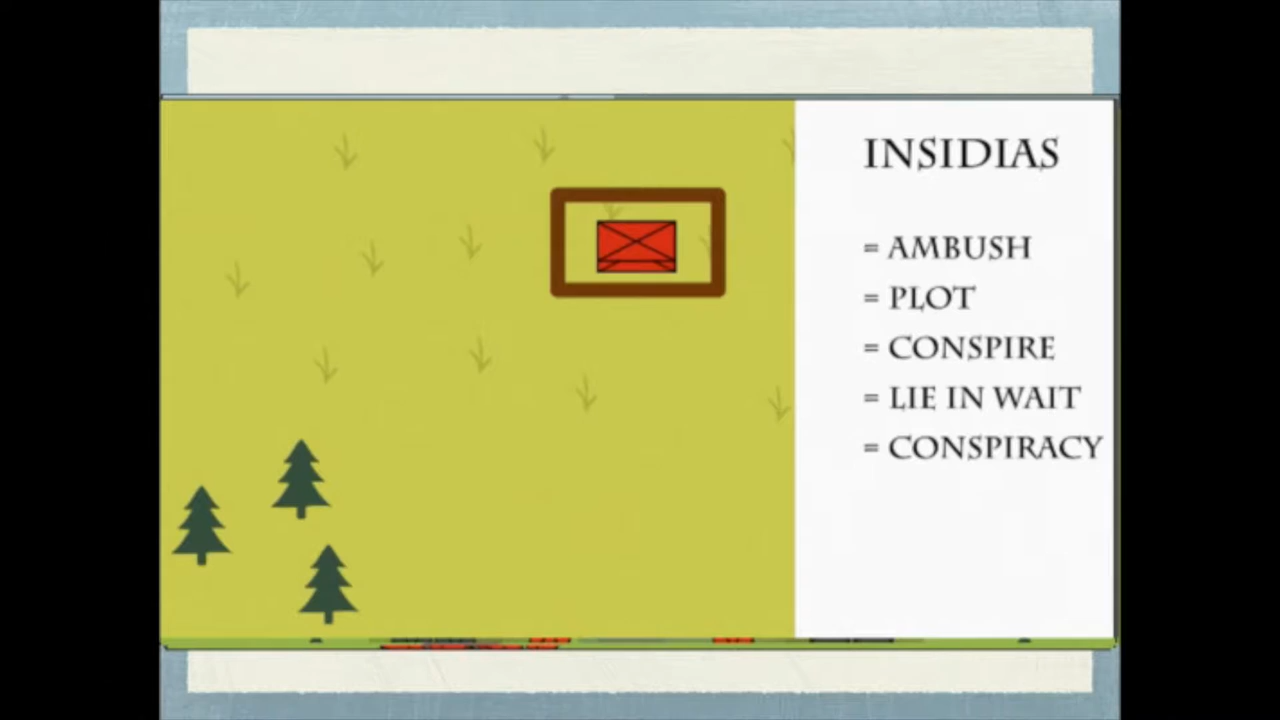 INSIDIAS
= AMBUSH
= PLOT
= CONSPIRE
= LIE IN WAIT
= CONSPIRACY